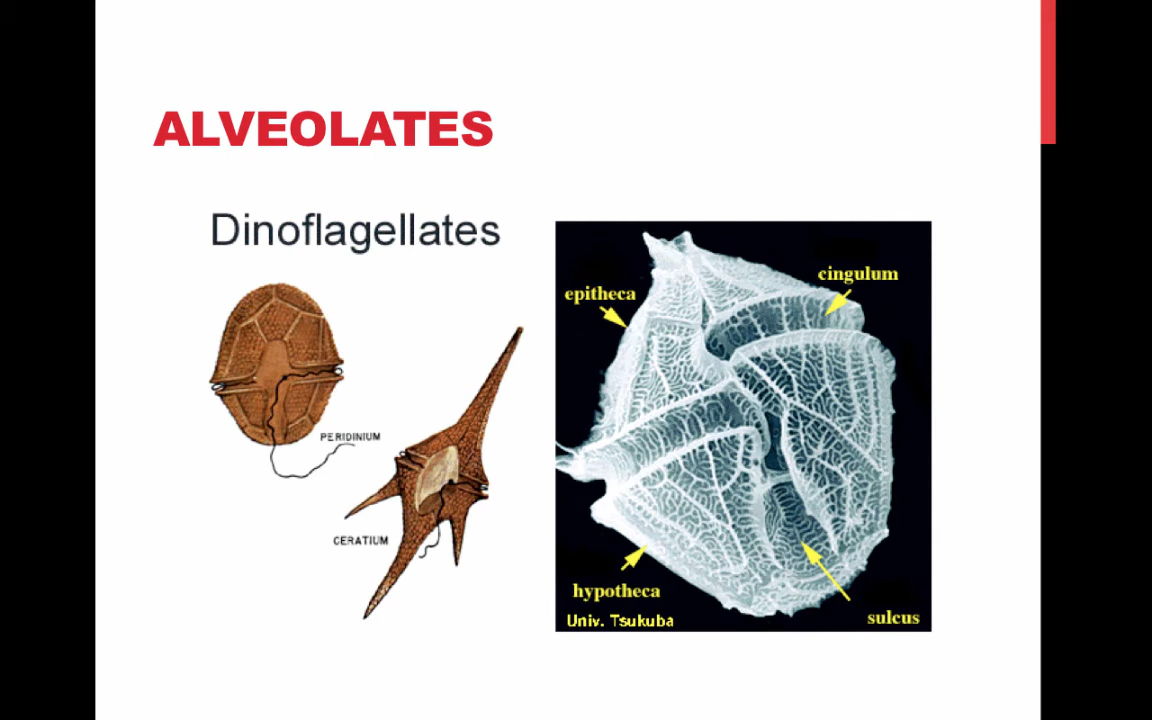 ALVEOLATES
Dinoflagellates
PERIDINIUM
CERATIUM
epitheca
cingulum
hypotheca
sulcus
Univ. Tsukuba